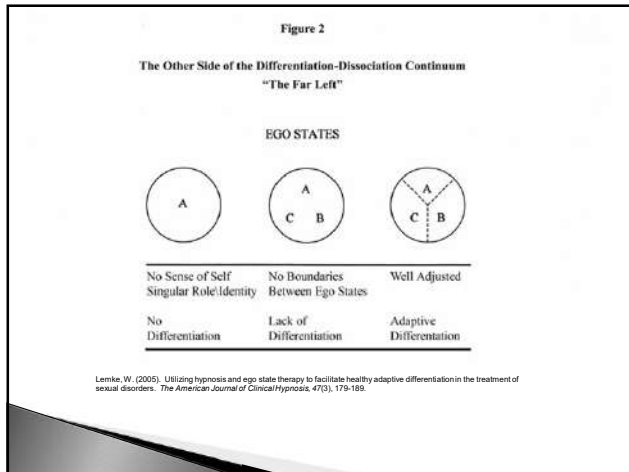 Figure 2
The Other Side of the Differentiation-Dissociation Continuum
“The Far Left”
EGO STATES
A
A
C B
A
C B
No Sense of Self
Singular Role\Identity
No Boundaries
Between Ego States
Well Adjusted
No
Differentiation
Lack of
Differentiation
Adaptive
Differentation
Lemke, W. (2005). Utilizing hypnosis and ego state therapy to facilitate healthy adaptive differentiation in the treatment of
sexual disorders. The American Journal of Clinical Hypnosis, 47(3), 179-189.